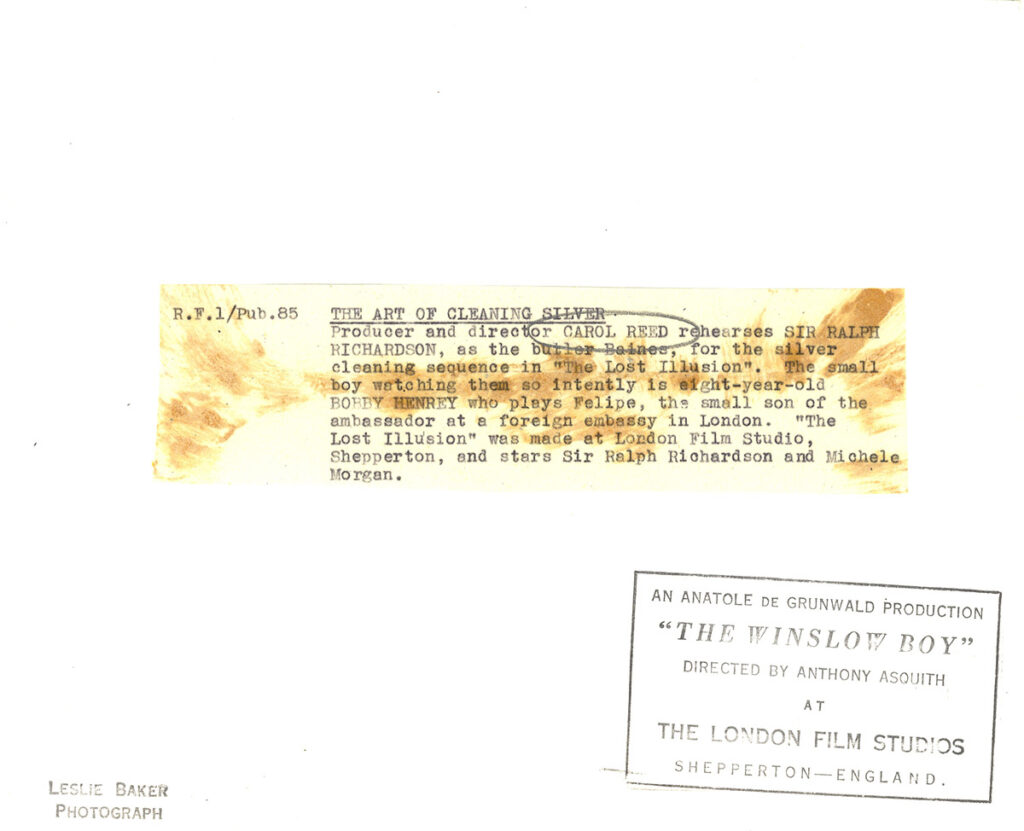 R.F.1/Pub.85 THE ART OF CLEANING SILVER
Producer and director CAROL REED rehearses SIR RALPH
RICHARDSON, as the butler Baines, for the silver
cleaning sequence in "The Lost Illusion". The small
boy watching them so intently is eight-year-old
BOBBY HENREY who plays Felipe, the small son of the
ambassador at a foreign embassy in London. "The
Lost Illusion" was made at London Film Studio,
Shepperton, and stars Sir Ralph Richardson and Michele
Morgan.
AN ANATOLE DE GRUNWALD PRODUCTION
“THE WINSLOW BOY”
DIRECTED BY ANTHONY ASQUITH
AT
THE LONDON FILM STUDIOS
SHEPPERTON—ENGLAND.
LESLIE BAKER
PHOTOGRAPH